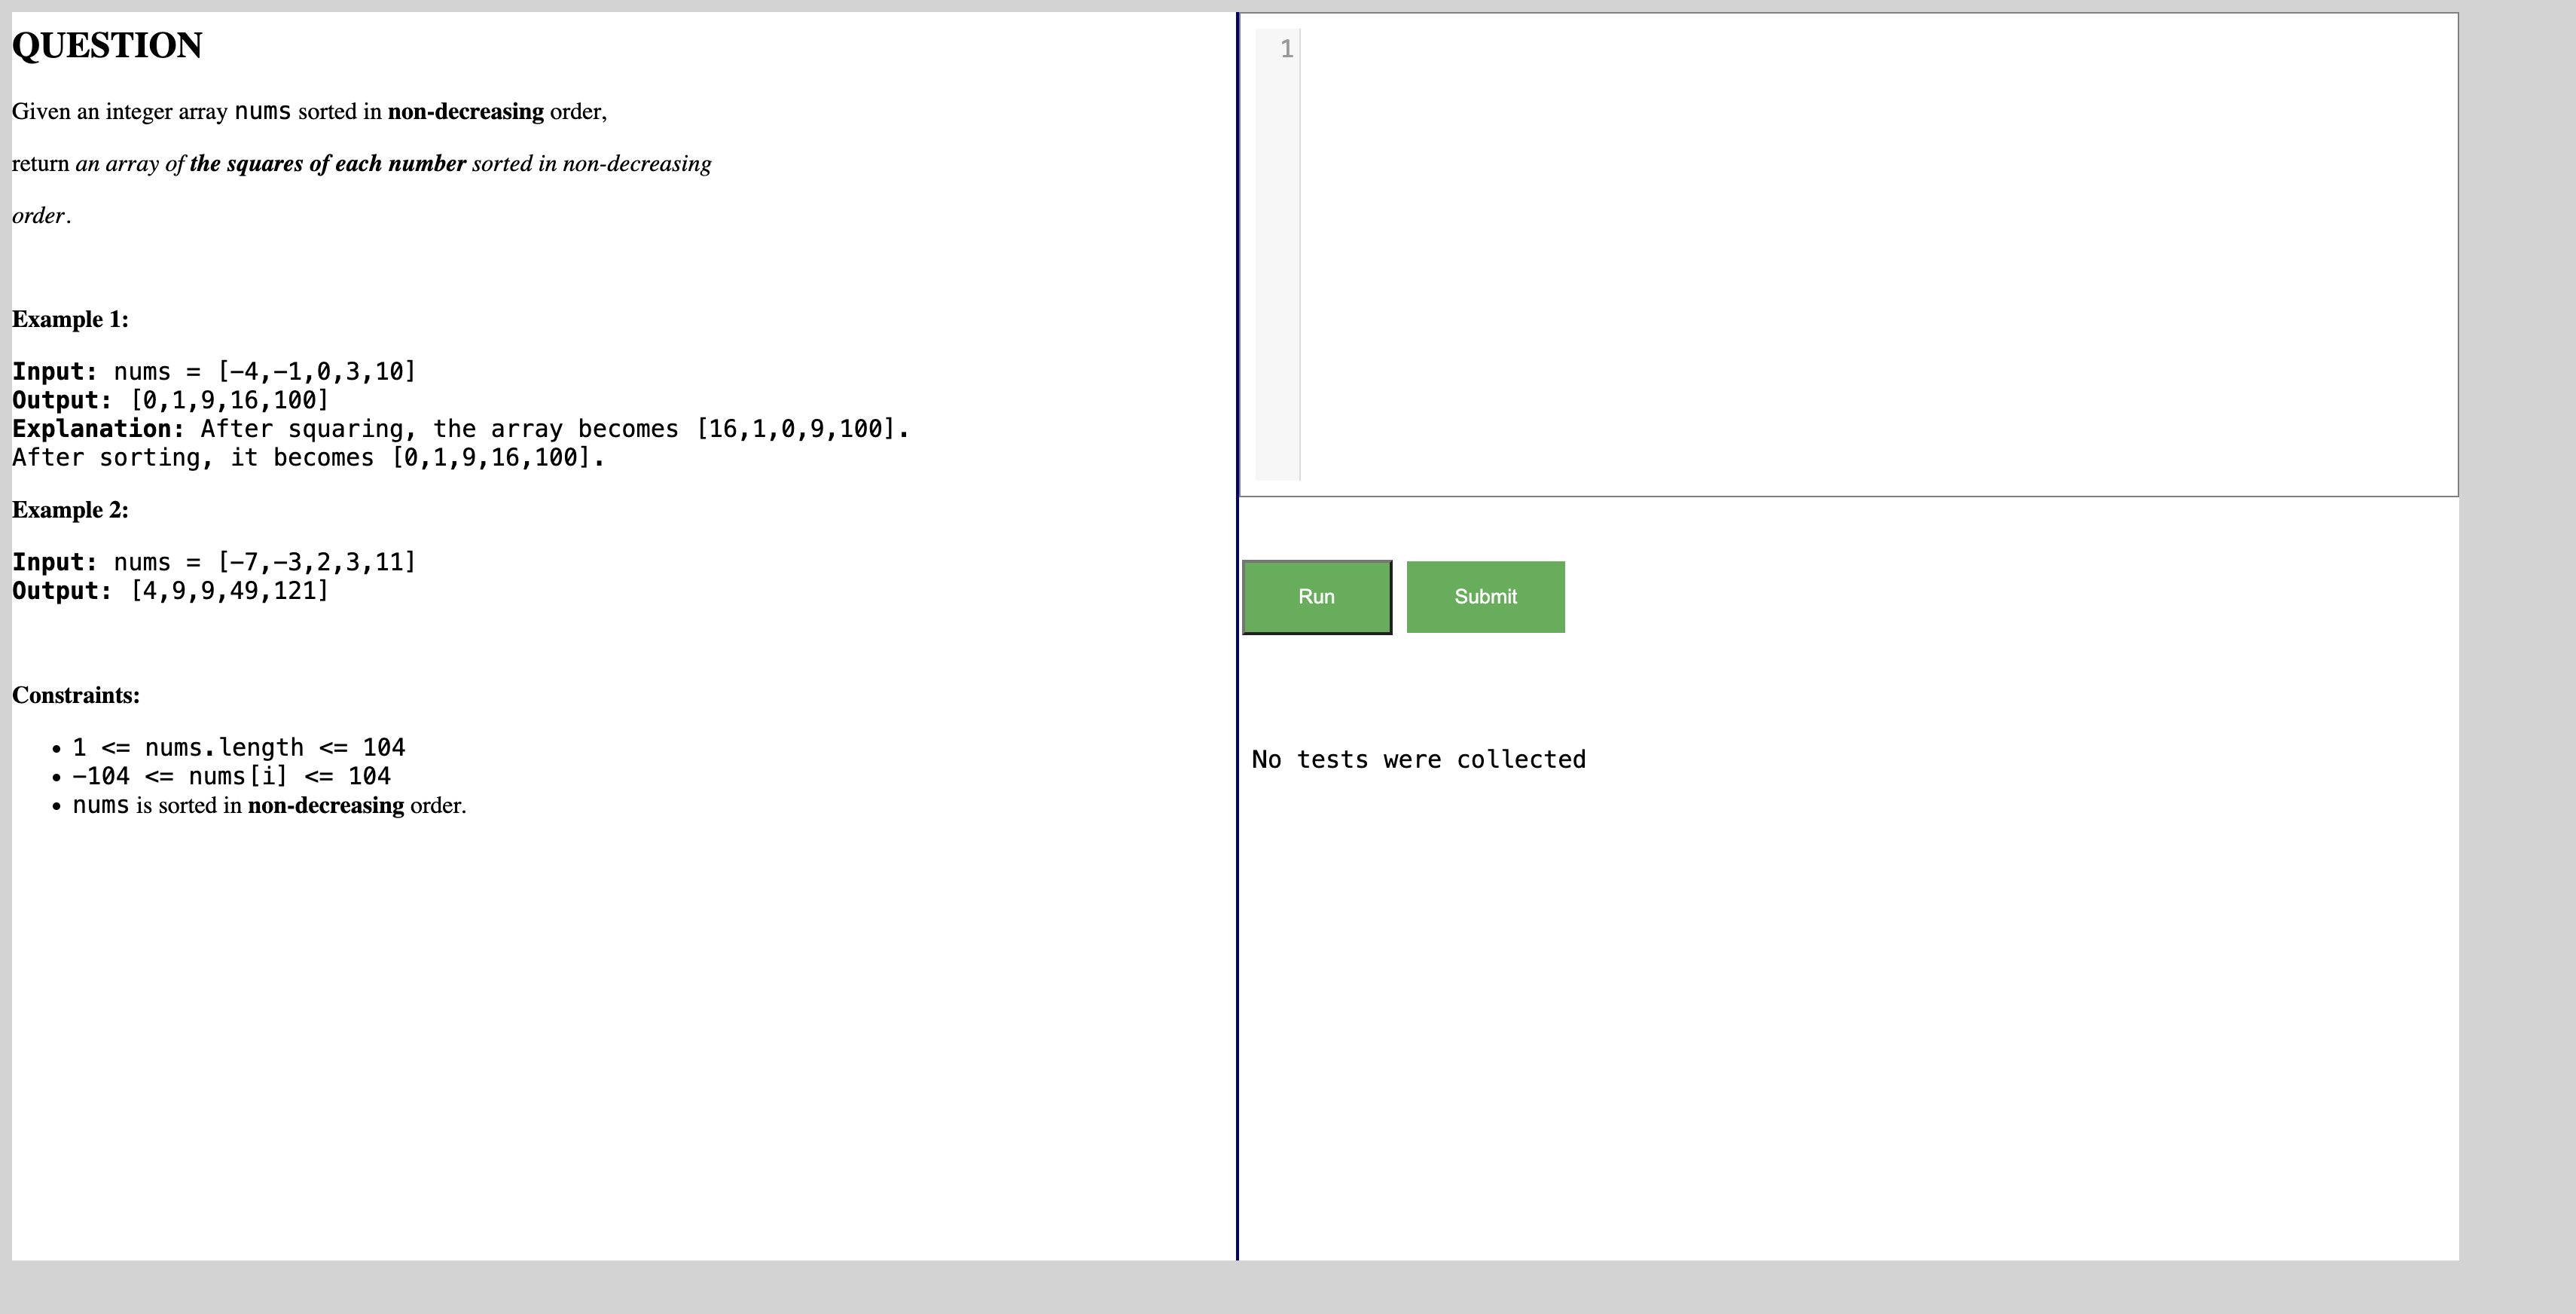 QUESTION
Given an integer array nums sorted in non-decreasing order,
return an array of the squares of each number sorted in non-decreasing
order.
Example 1:
Input: nums = [-4,-1,0,3,10]
Output: [0,1,9,16,100]
Explanation: After squaring, the array becomes [16,1,0,9,100].
After sorting, it becomes [0,1,9,16,100].
Example 2:
Input: nums = [-7,-3,2,3,11]
Output: [4,9,9,49,121]
Constraints:
• 1 <= nums.length <= 104
• -104 <= nums[i] <= 104
• nums is sorted in non-decreasing order.
1
Run Submit
No tests were collected